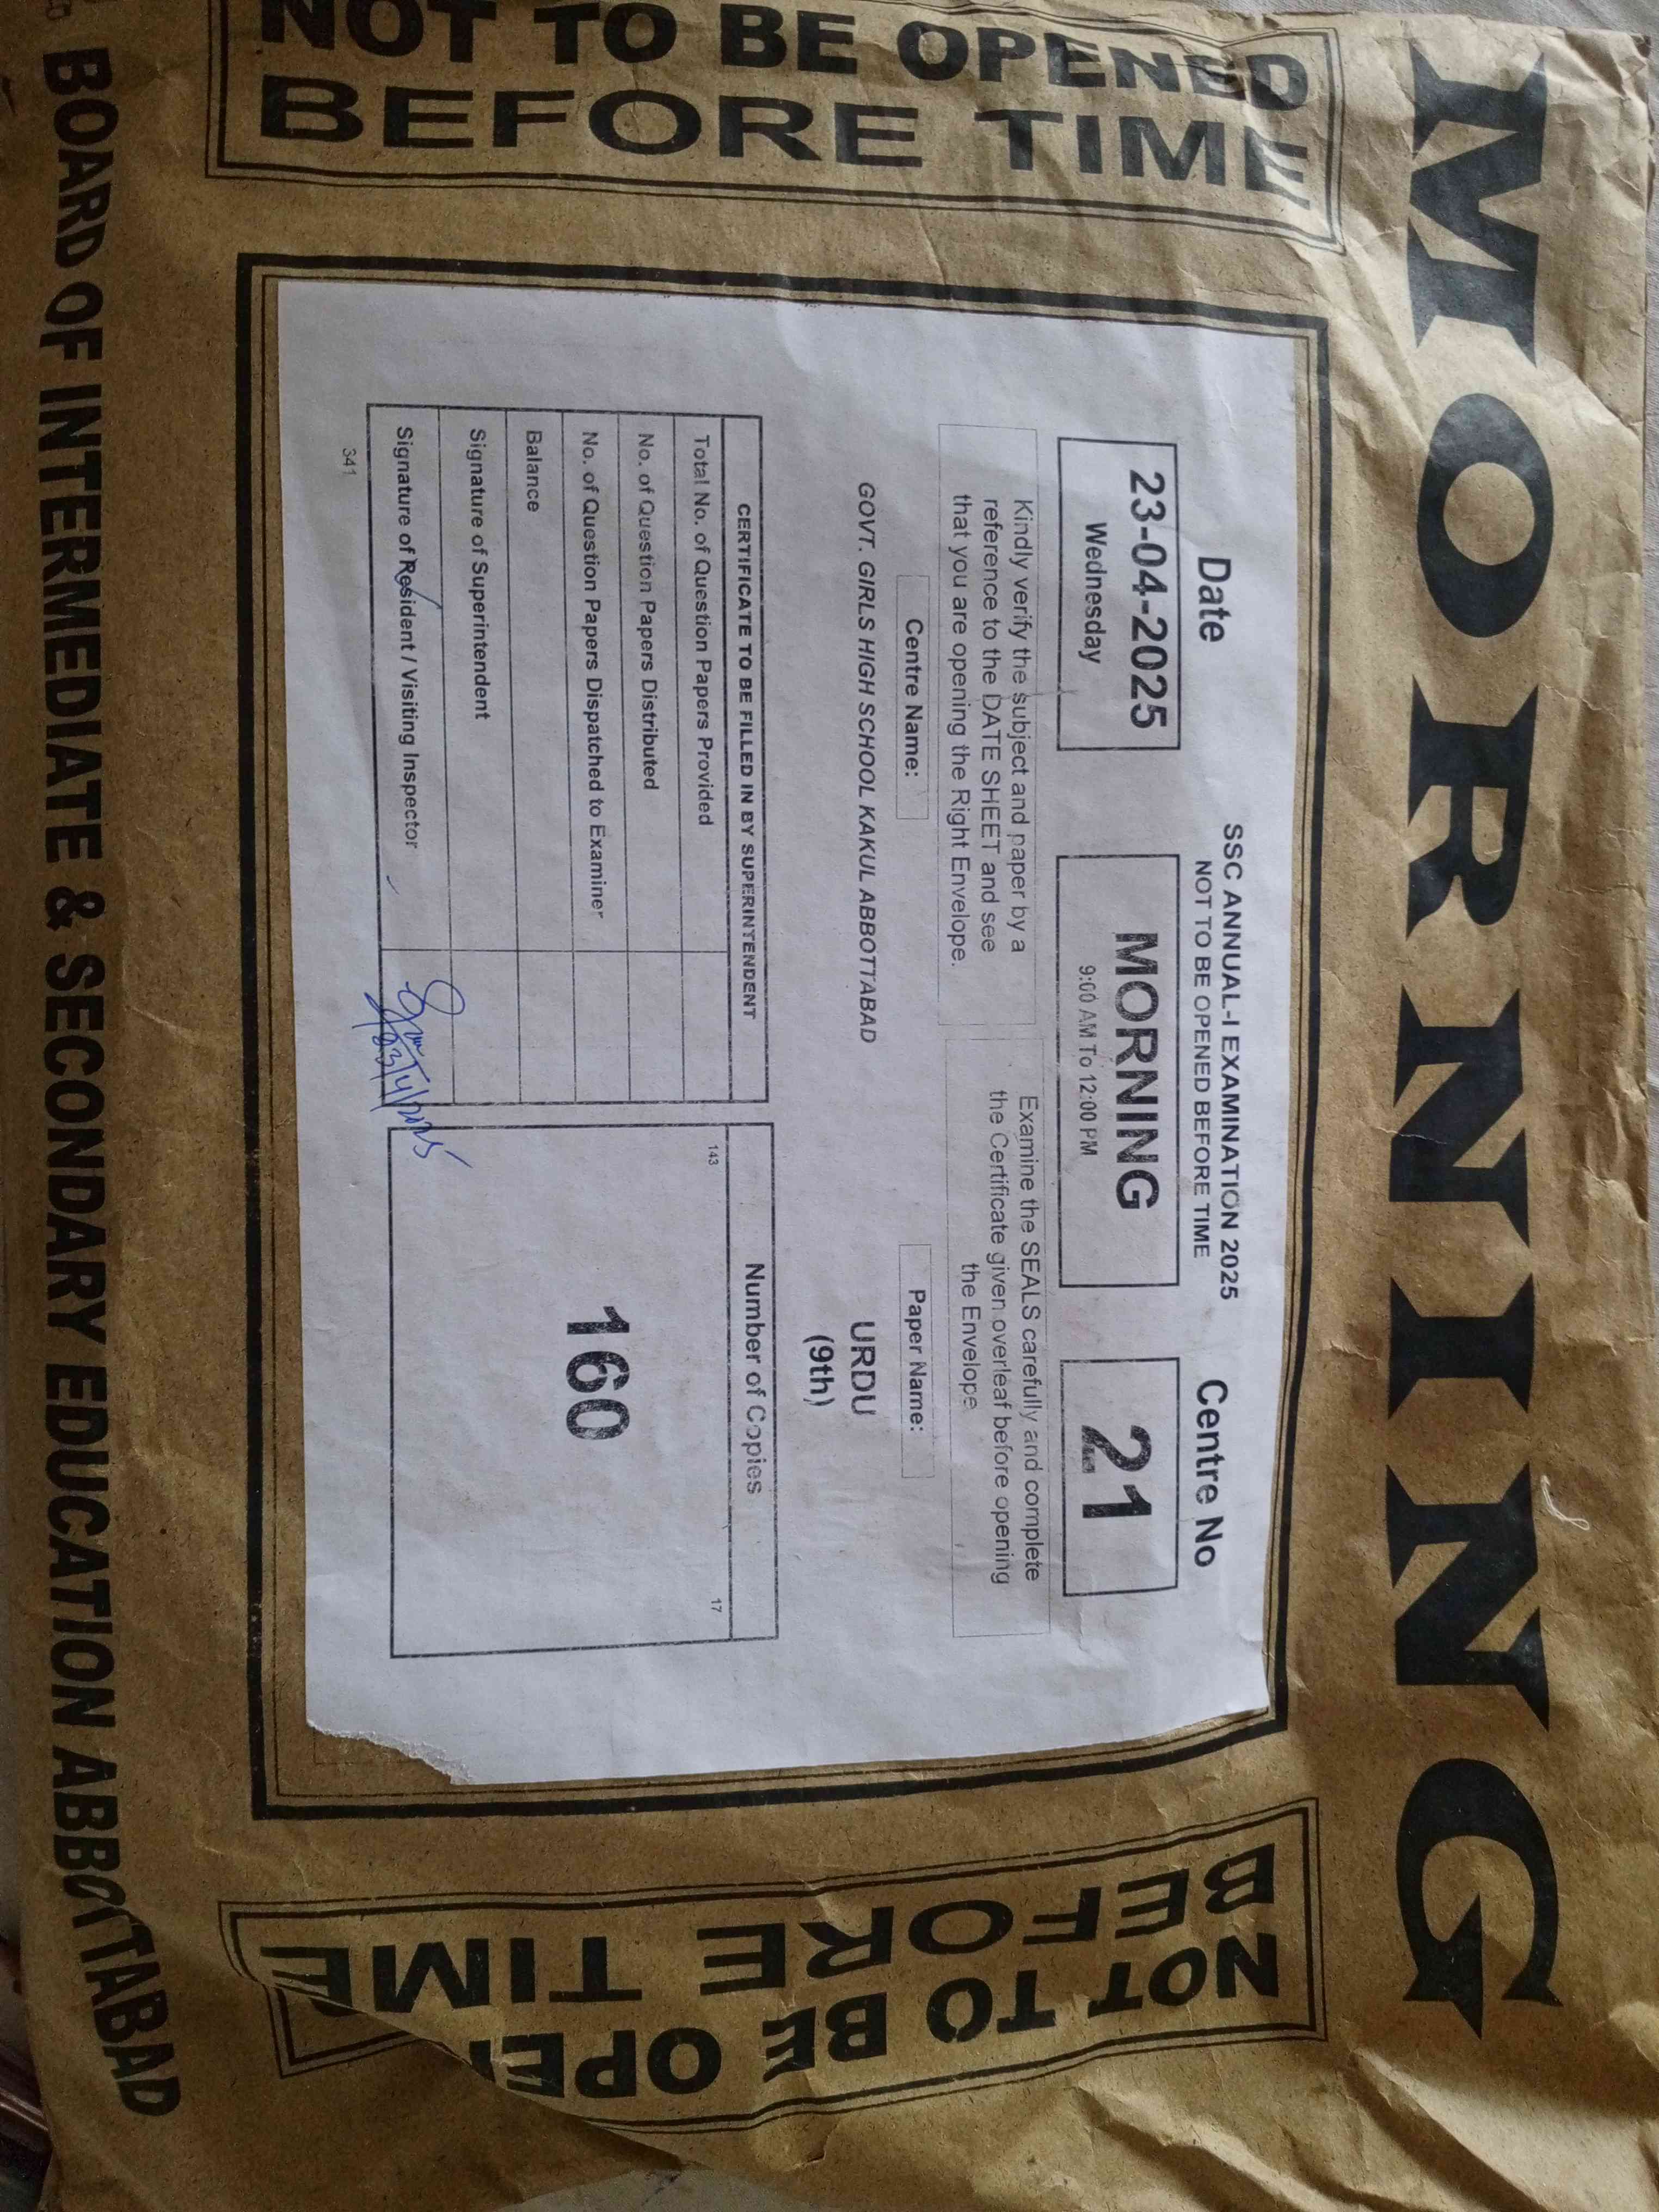 MORNING
NOT TO BE OPENED
BEFORE TIME
SSC ANNUAL-I EXAMINATION 2025
NOT TO BE OPENED BEFORE TIME
Date
23-04-2025
Wednesday
MORNING
9:00 AM To 12:00 PM
Centre No
21
Kindly verify the subject and paper by a
reference to the DATE SHEET and see
that you are opening the Right Envelope.
Examine the SEALS carefully and complete
the Certificate given overleaf before opening
the Envelope
Centre Name:
GOVT. GIRLS HIGH SCHOOL KAKUL ABBOTTABAD
Paper Name:
URDU
(9th)
CERTIFICATE TO BE FILLED IN BY SUPERINTENDENT
Total No. of Question Papers Provided
No. of Question Papers Distributed
No. of Question Papers Dispatched to Examiner
Balance
Signature of Superintendent
Signature of Resident / Visiting Inspector
23/4/2025
341
Number of Copies
143
17
160
NOT TO BE OPE
BEFORE TIME
BOARD OF INTERMEDIATE & SECONDARY EDUCATION ABBOTTABAD